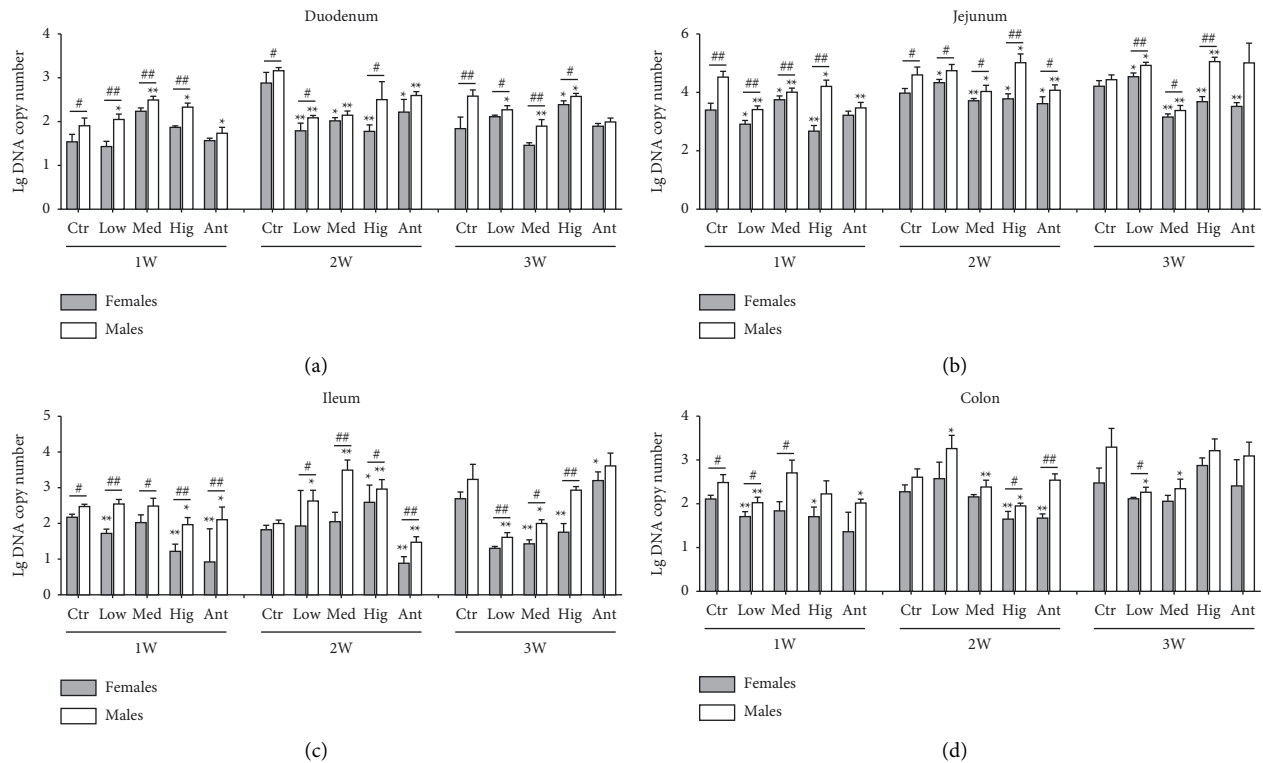 Duodenum
Lg DNA copy number
4
3
2
1
0
# ## ** ## ** ## * *
# # ** ** * ** # ** * **
## # * ## ** # * *
Ctr Low Med Hig Ant Ctr Low Med Hig Ant Ctr Low Med Hig Ant
1W 2W 3W
Females
Males
(a)
Jejunum
Lg DNA copy number
6
4
2
0
## ## * ** ## * ** ## ** * **
# # * # ** * ## * * # * **
## * * # ** ** ## ** ** **
Ctr Low Med Hig Ant Ctr Low Med Hig Ant Ctr Low Med Hig Ant
1W 2W 3W
Females
Males
(b)
Ileum
Lg DNA copy number
5
4
3
2
1
0
# ## ** # ## ** * ## ** *
# * ## ** # * ** ## ** **
## ** # ** * ## ** *
Ctr Low Med Hig Ant Ctr Low Med Hig Ant Ctr Low Med Hig Ant
1W 2W 3W
Females
Males
(c)
Colon
Lg DNA copy number
4
3
2
1
0
# # ** ** # * *
* ** # ** * ## **
# * *
Ctr Low Med Hig Ant Ctr Low Med Hig Ant Ctr Low Med Hig Ant
1W 2W 3W
Females
Males
(d)